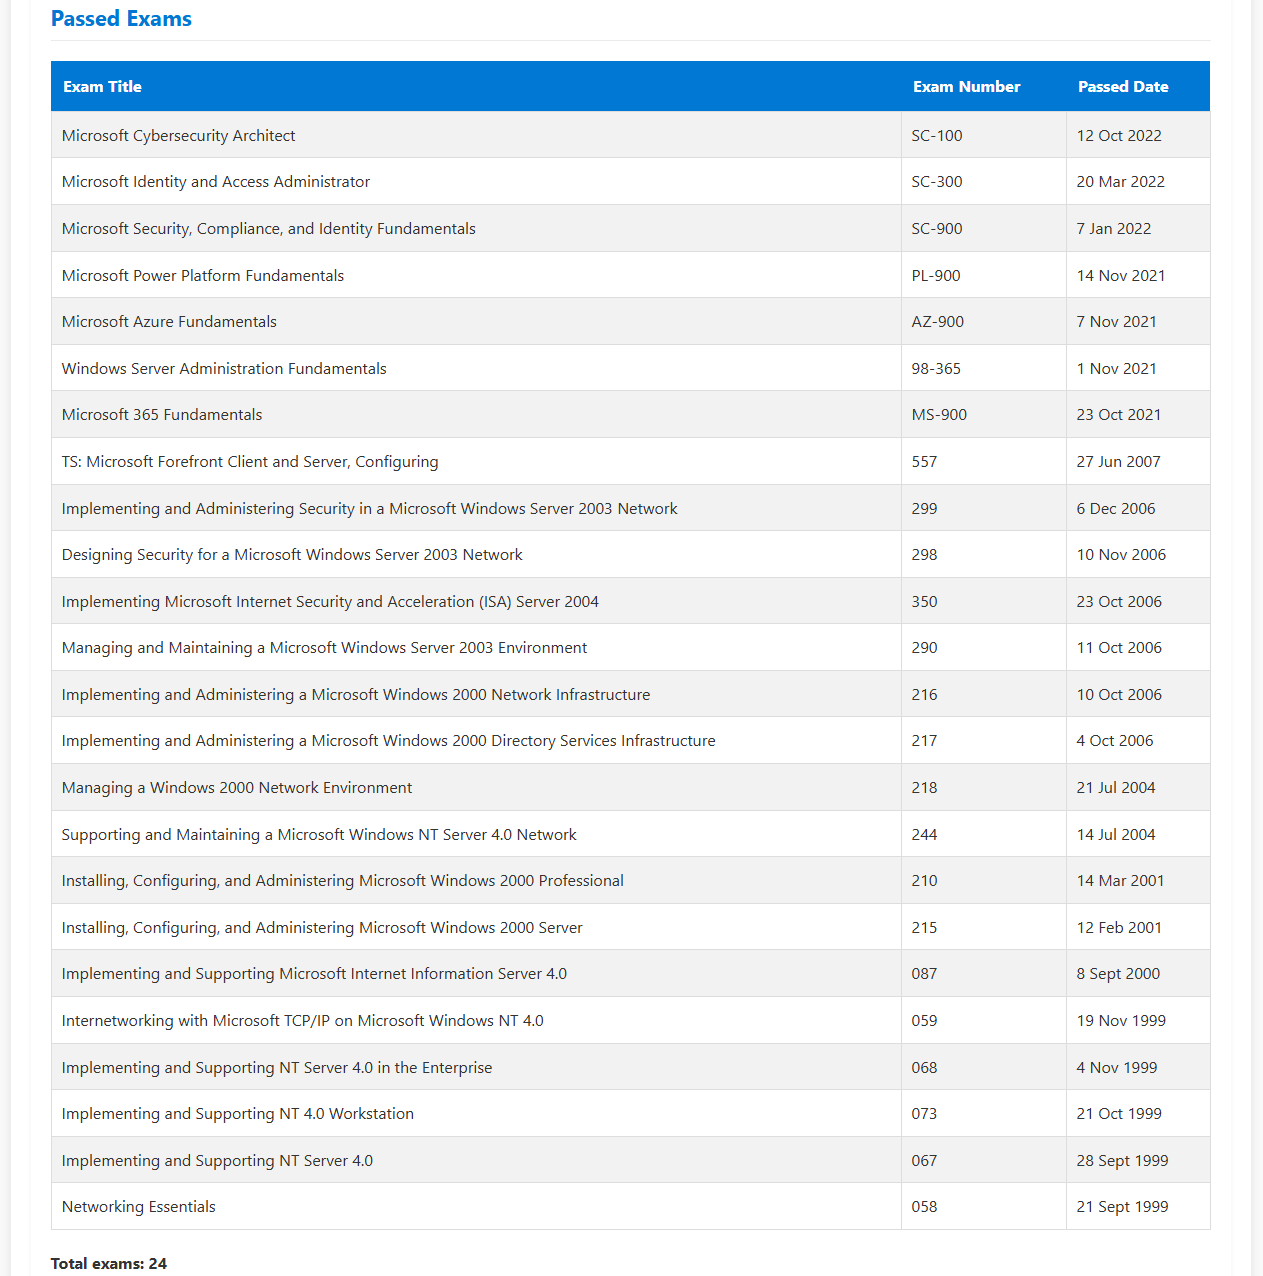 Passed Exams
Exam Title Exam Number Passed Date
Microsoft Cybersecurity Architect SC-100 12 Oct 2022
Microsoft Identity and Access Administrator SC-300 20 Mar 2022
Microsoft Security, Compliance, and Identity Fundamentals SC-900 7 Jan 2022
Microsoft Power Platform Fundamentals PL-900 14 Nov 2021
Microsoft Azure Fundamentals AZ-900 7 Nov 2021
Windows Server Administration Fundamentals 98-365 1 Nov 2021
Microsoft 365 Fundamentals MS-900 23 Oct 2021
TS: Microsoft Forefront Client and Server, Configuring 557 27 Jun 2007
Implementing and Administering Security in a Microsoft Windows Server 2003 Network 299 6 Dec 2006
Designing Security for a Microsoft Windows Server 2003 Network 298 10 Nov 2006
Implementing Microsoft Internet Security and Acceleration (ISA) Server 2004 350 23 Oct 2006
Managing and Maintaining a Microsoft Windows Server 2003 Environment 290 11 Oct 2006
Implementing and Administering a Microsoft Windows 2000 Network Infrastructure 216 10 Oct 2006
Implementing and Administering a Microsoft Windows 2000 Directory Services Infrastructure 217 4 Oct 2006
Managing a Windows 2000 Network Environment 218 21 Jul 2004
Supporting and Maintaining a Microsoft Windows NT Server 4.0 Network 244 14 Jul 2004
Installing, Configuring, and Administering Microsoft Windows 2000 Professional 210 14 Mar 2001
Installing, Configuring, and Administering Microsoft Windows 2000 Server 215 12 Feb 2001
Implementing and Supporting Microsoft Internet Information Server 4.0 087 8 Sept 2000
Internetworking with Microsoft TCP/IP on Microsoft Windows NT 4.0 059 19 Nov 1999
Implementing and Supporting NT Server 4.0 in the Enterprise 068 4 Nov 1999
Implementing and Supporting NT 4.0 Workstation 073 21 Oct 1999
Implementing and Supporting NT Server 4.0 067 28 Sept 1999
Networking Essentials 058 21 Sept 1999
Total exams: 24